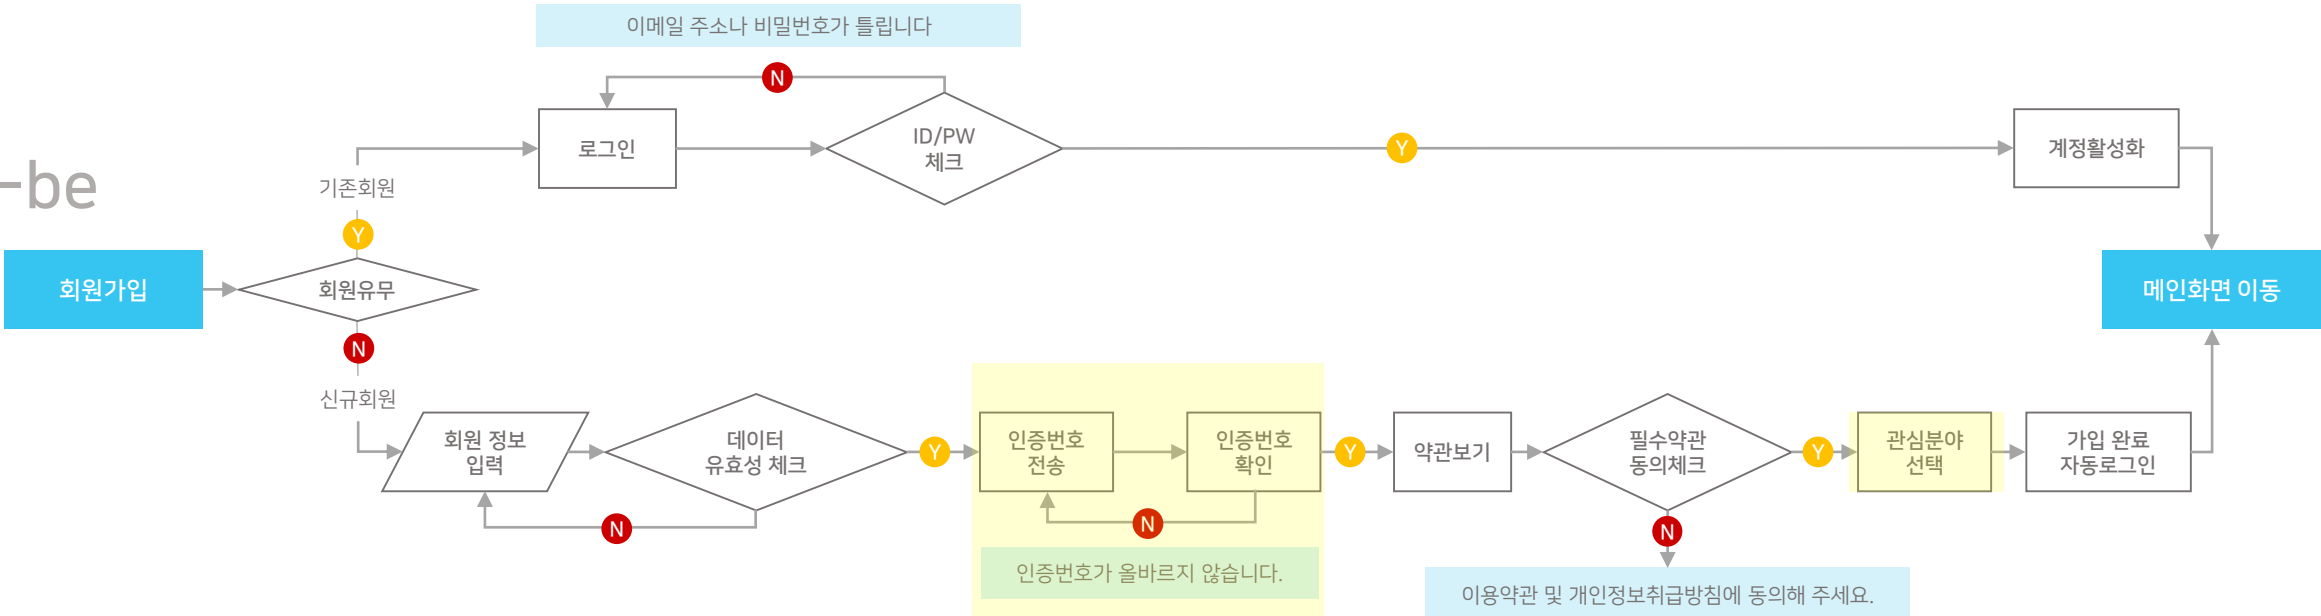 이메일 주소나 비밀번호가 틀립니다
N
로그인
ID/PW
체크
Y
계정활성화
-be
기존회원
Y
회원가입
회원유무
메인화면 이동
N
신규회원
회원 정보
입력
데이터
유효성 체크
Y
인증번호
전송
인증번호
확인
Y
약관보기
필수약관
동의체크
Y
관심분야
선택
가입 완료
자동로그인
N
N
N
인증번호가 올바르지 않습니다.
이용약관 및 개인정보취급방침에 동의해 주세요.